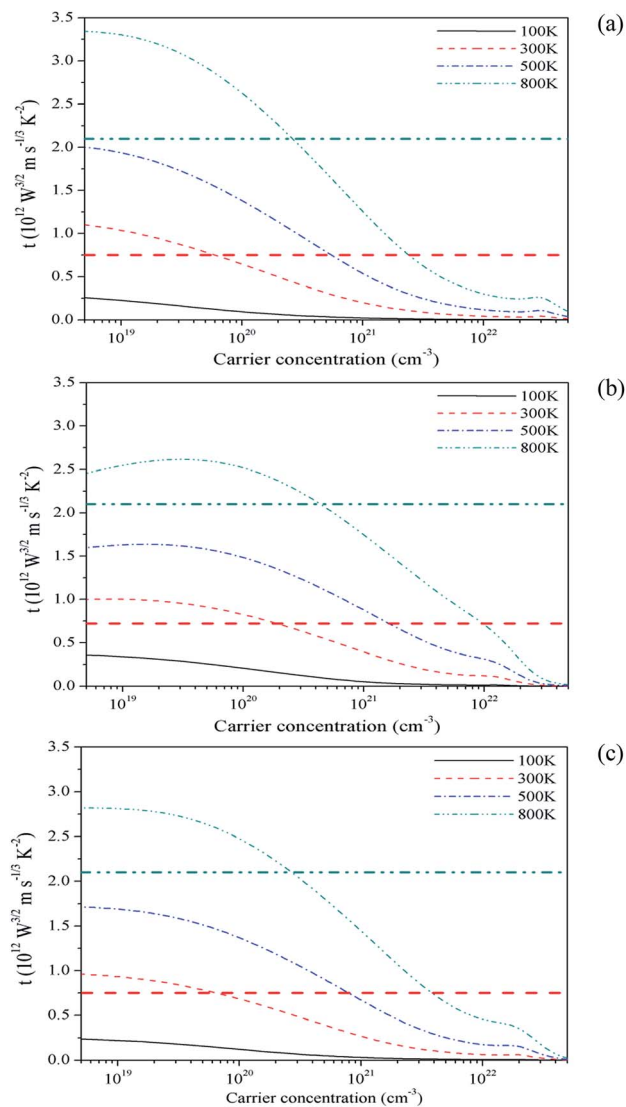 (a)
100K
300K
500K
800K
3.5
3.0
2.5
2.0
1.5
1.0
0.5
0.0
t (10^12 W^3/2 m s^-1/3 K^-2)
10^19
10^20
10^21
10^22
Carrier concentration (cm^-3)
(b)
100K
300K
500K
800K
3.5
3.0
2.5
2.0
1.5
1.0
0.5
0.0
t (10^12 W^3/2 m s^-1/3 K^-2)
10^19
10^20
10^21
10^22
Carrier concentration (cm^-3)
(c)
100K
300K
500K
800K
3.5
3.0
2.5
2.0
1.5
1.0
0.5
0.0
t (10^12 W^3/2 m s^-1/3 K^-2)
10^19
10^20
10^21
10^22
Carrier concentration (cm^-3)